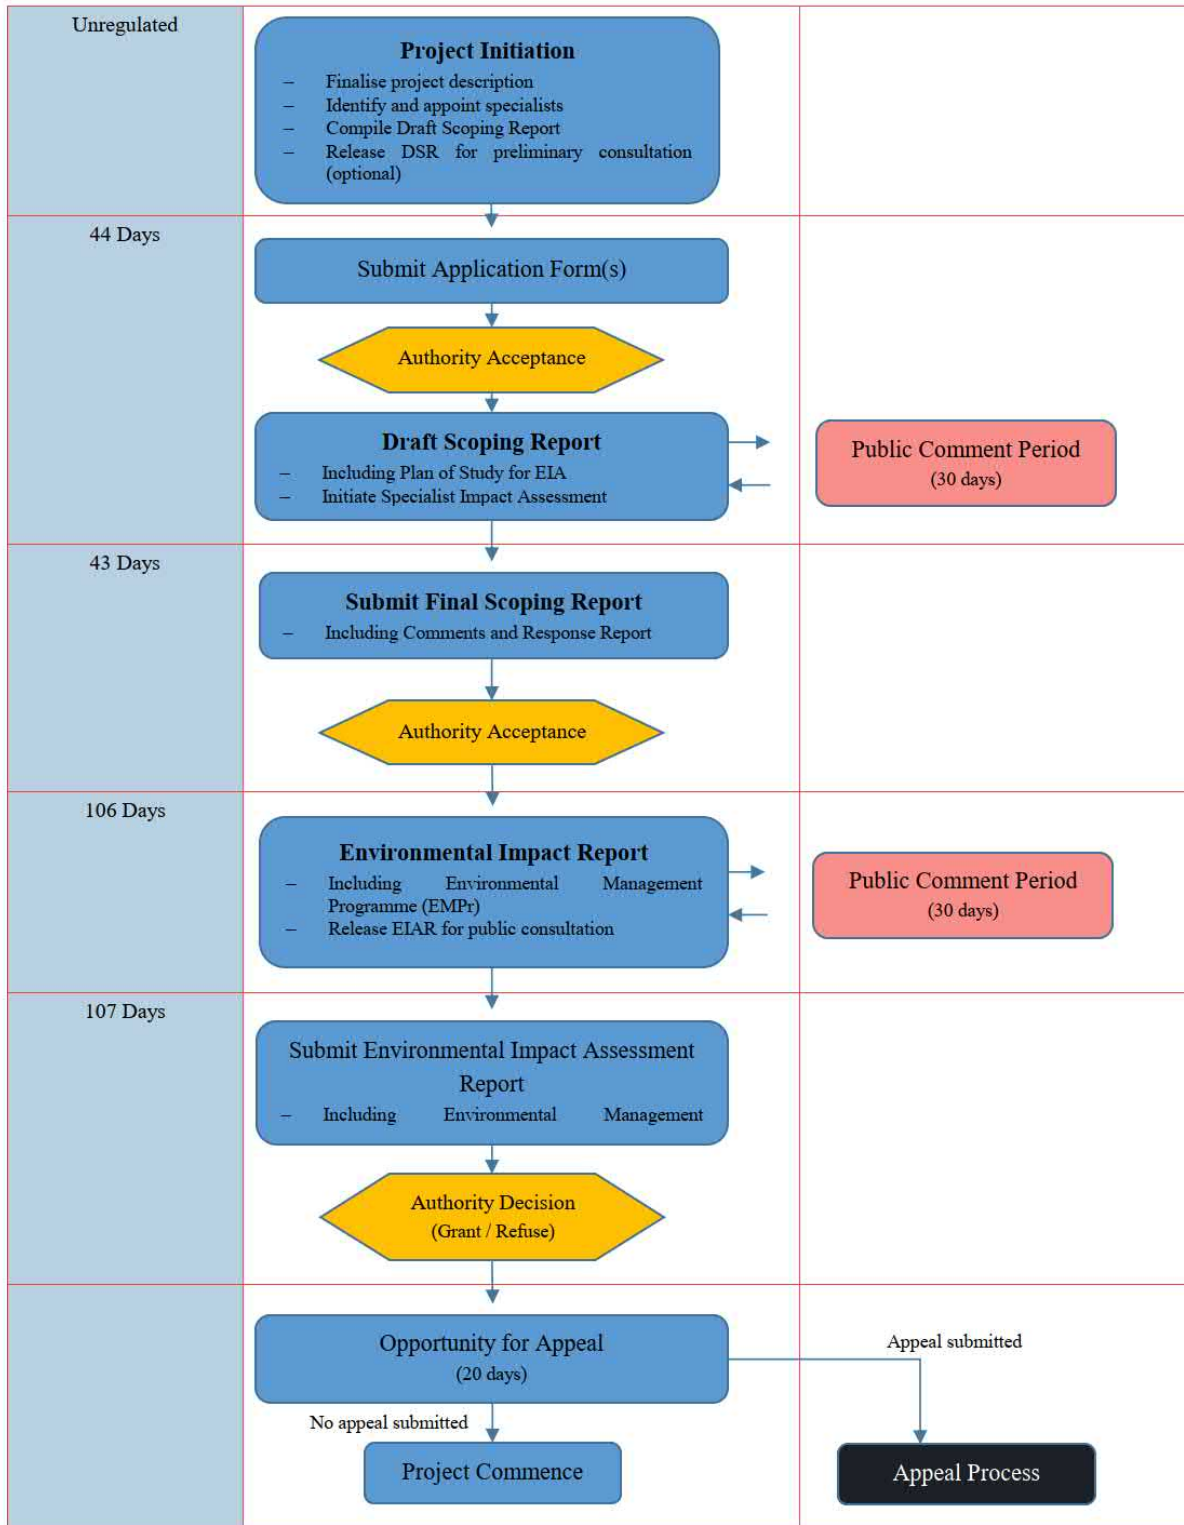 Unregulated
Project Initiation
– Finalise project description
– Identify and appoint specialists
– Compile Draft Scoping Report
– Release DSR for preliminary consultation
(optional)
44 Days
Submit Application Form(s)
Authority Acceptance
Draft Scoping Report
– Including Plan of Study for EIA
– Initiate Specialist Impact Assessment
Public Comment Period
(30 days)
43 Days
Submit Final Scoping Report
– Including Comments and Response Report
Authority Acceptance
106 Days
Environmental Impact Report
– Including Environmental Management
Programme (EMPr)
– Release EIAR for public consultation
Public Comment Period
(30 days)
107 Days
Submit Environmental Impact Assessment
Report
– Including Environmental Management
Authority Decision
(Grant / Refuse)
Opportunity for Appeal
(20 days)
Appeal submitted
No appeal submitted
Project Commence
Appeal Process